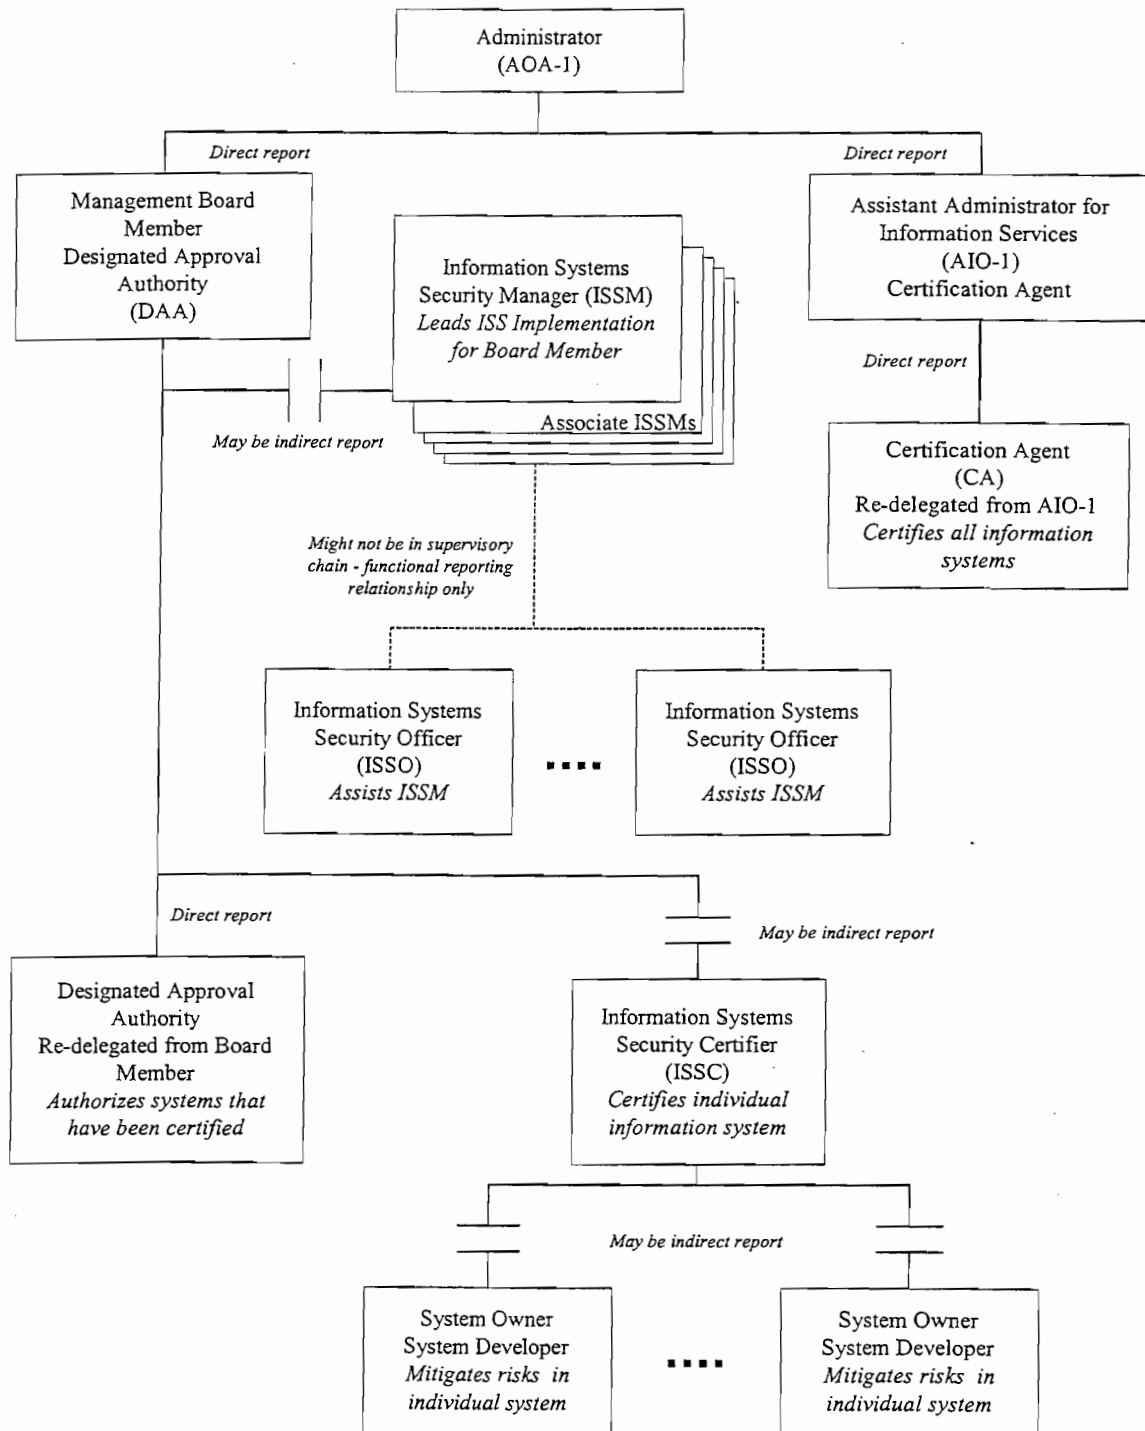 Administrator
(AOA-1)
Direct report
Direct report
Management Board
Member
Designated Approval
Authority
(DAA)
Information Systems
Security Manager (ISSM)
Leads ISS Implementation
for Board Member
Associate ISSMs
Assistant Administrator for
Information Services
(AIO-1)
Certification Agent
May be indirect report
Direct report
Certification Agent
(CA)
Re-delegated from AIO-1
Certifies all information
systems
Might not be in supervisory
chain - functional reporting
relationship only
Information Systems
Security Officer
(ISSO)
Assists ISSM
Information Systems
Security Officer
(ISSO)
Assists ISSM
Direct report
May be indirect report
Designated Approval
Authority
Re-delegated from Board
Member
Authorizes systems that
have been certified
Information Systems
Security Certifier
(ISSC)
Certifies individual
information system
May be indirect report
System Owner
System Developer
Mitigates risks in
individual system
System Owner
System Developer
Mitigates risks in
individual system